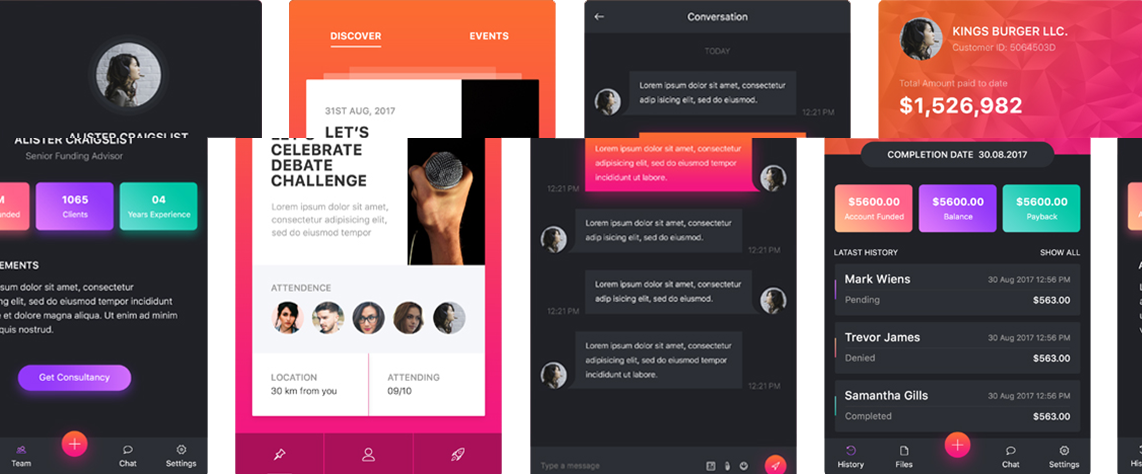 ALISTER CRAIGSLIST
Senior Funding Advisor
1065
Clients
04
Years Experience
sum dolor sit amet, consectetur
ng elit, sed do eiusmod tempor incididunt
et dolore magna aliqua. Ut enim ad minim
quis nostrud.
Get Consultancy
Team
Chat
Settings
DISCOVER
EVENTS
31ST AUG, 2017
LET'S
CELEBRATE
DEBATE
CHALLENGE
Lorem ipsum dolor sit amet,
consectetur adipisicing elit,
sed do eiusmod tempor
ATTENDENCE
LOCATION
30 km from you
ATTENDING
09/10
Conversation
TODAY
Lorem ipsum dolor sit amet, consectetur
adip isicing elit, sed do eiusmod.
12:21 PM
Lorem ipsum dolor sit amet, consectetur
adipisicing elit, sed do eiusmod tempor
incididunt ut labore.
12:21 PM
Lorem ipsum dolor sit amet, consectetur
adip isicing elit, sed do eiusmod.
12:21 PM
Lorem ipsum dolor sit amet, consectetur
adip isicing elit, sed do eiusmod.
12:21 PM
Lorem ipsum dolor sit amet, consectetur
adipisicing elit, sed do eiusmod tempor
incididunt ut labore.
12:21 PM
Type a message
KINGS BURGER LLC.
Customer ID: 5064503D
Total Amount paid to date
$1,526,982
COMPLETION DATE 30.08.2017
$5600.00
Account Funded
$5600.00
Balance
$5600.00
Payback
LATAST HISTORY
SHOW ALL
Mark Wiens
30 Aug 2017 12:56 PM
Pending
$563.00
Trevor James
30 Aug 2017 12:56 PM
Denied
$563.00
Samantha Gills
30 Aug 2017 12:56 PM
Completed
$563.00
History
Files
Chat
Settings